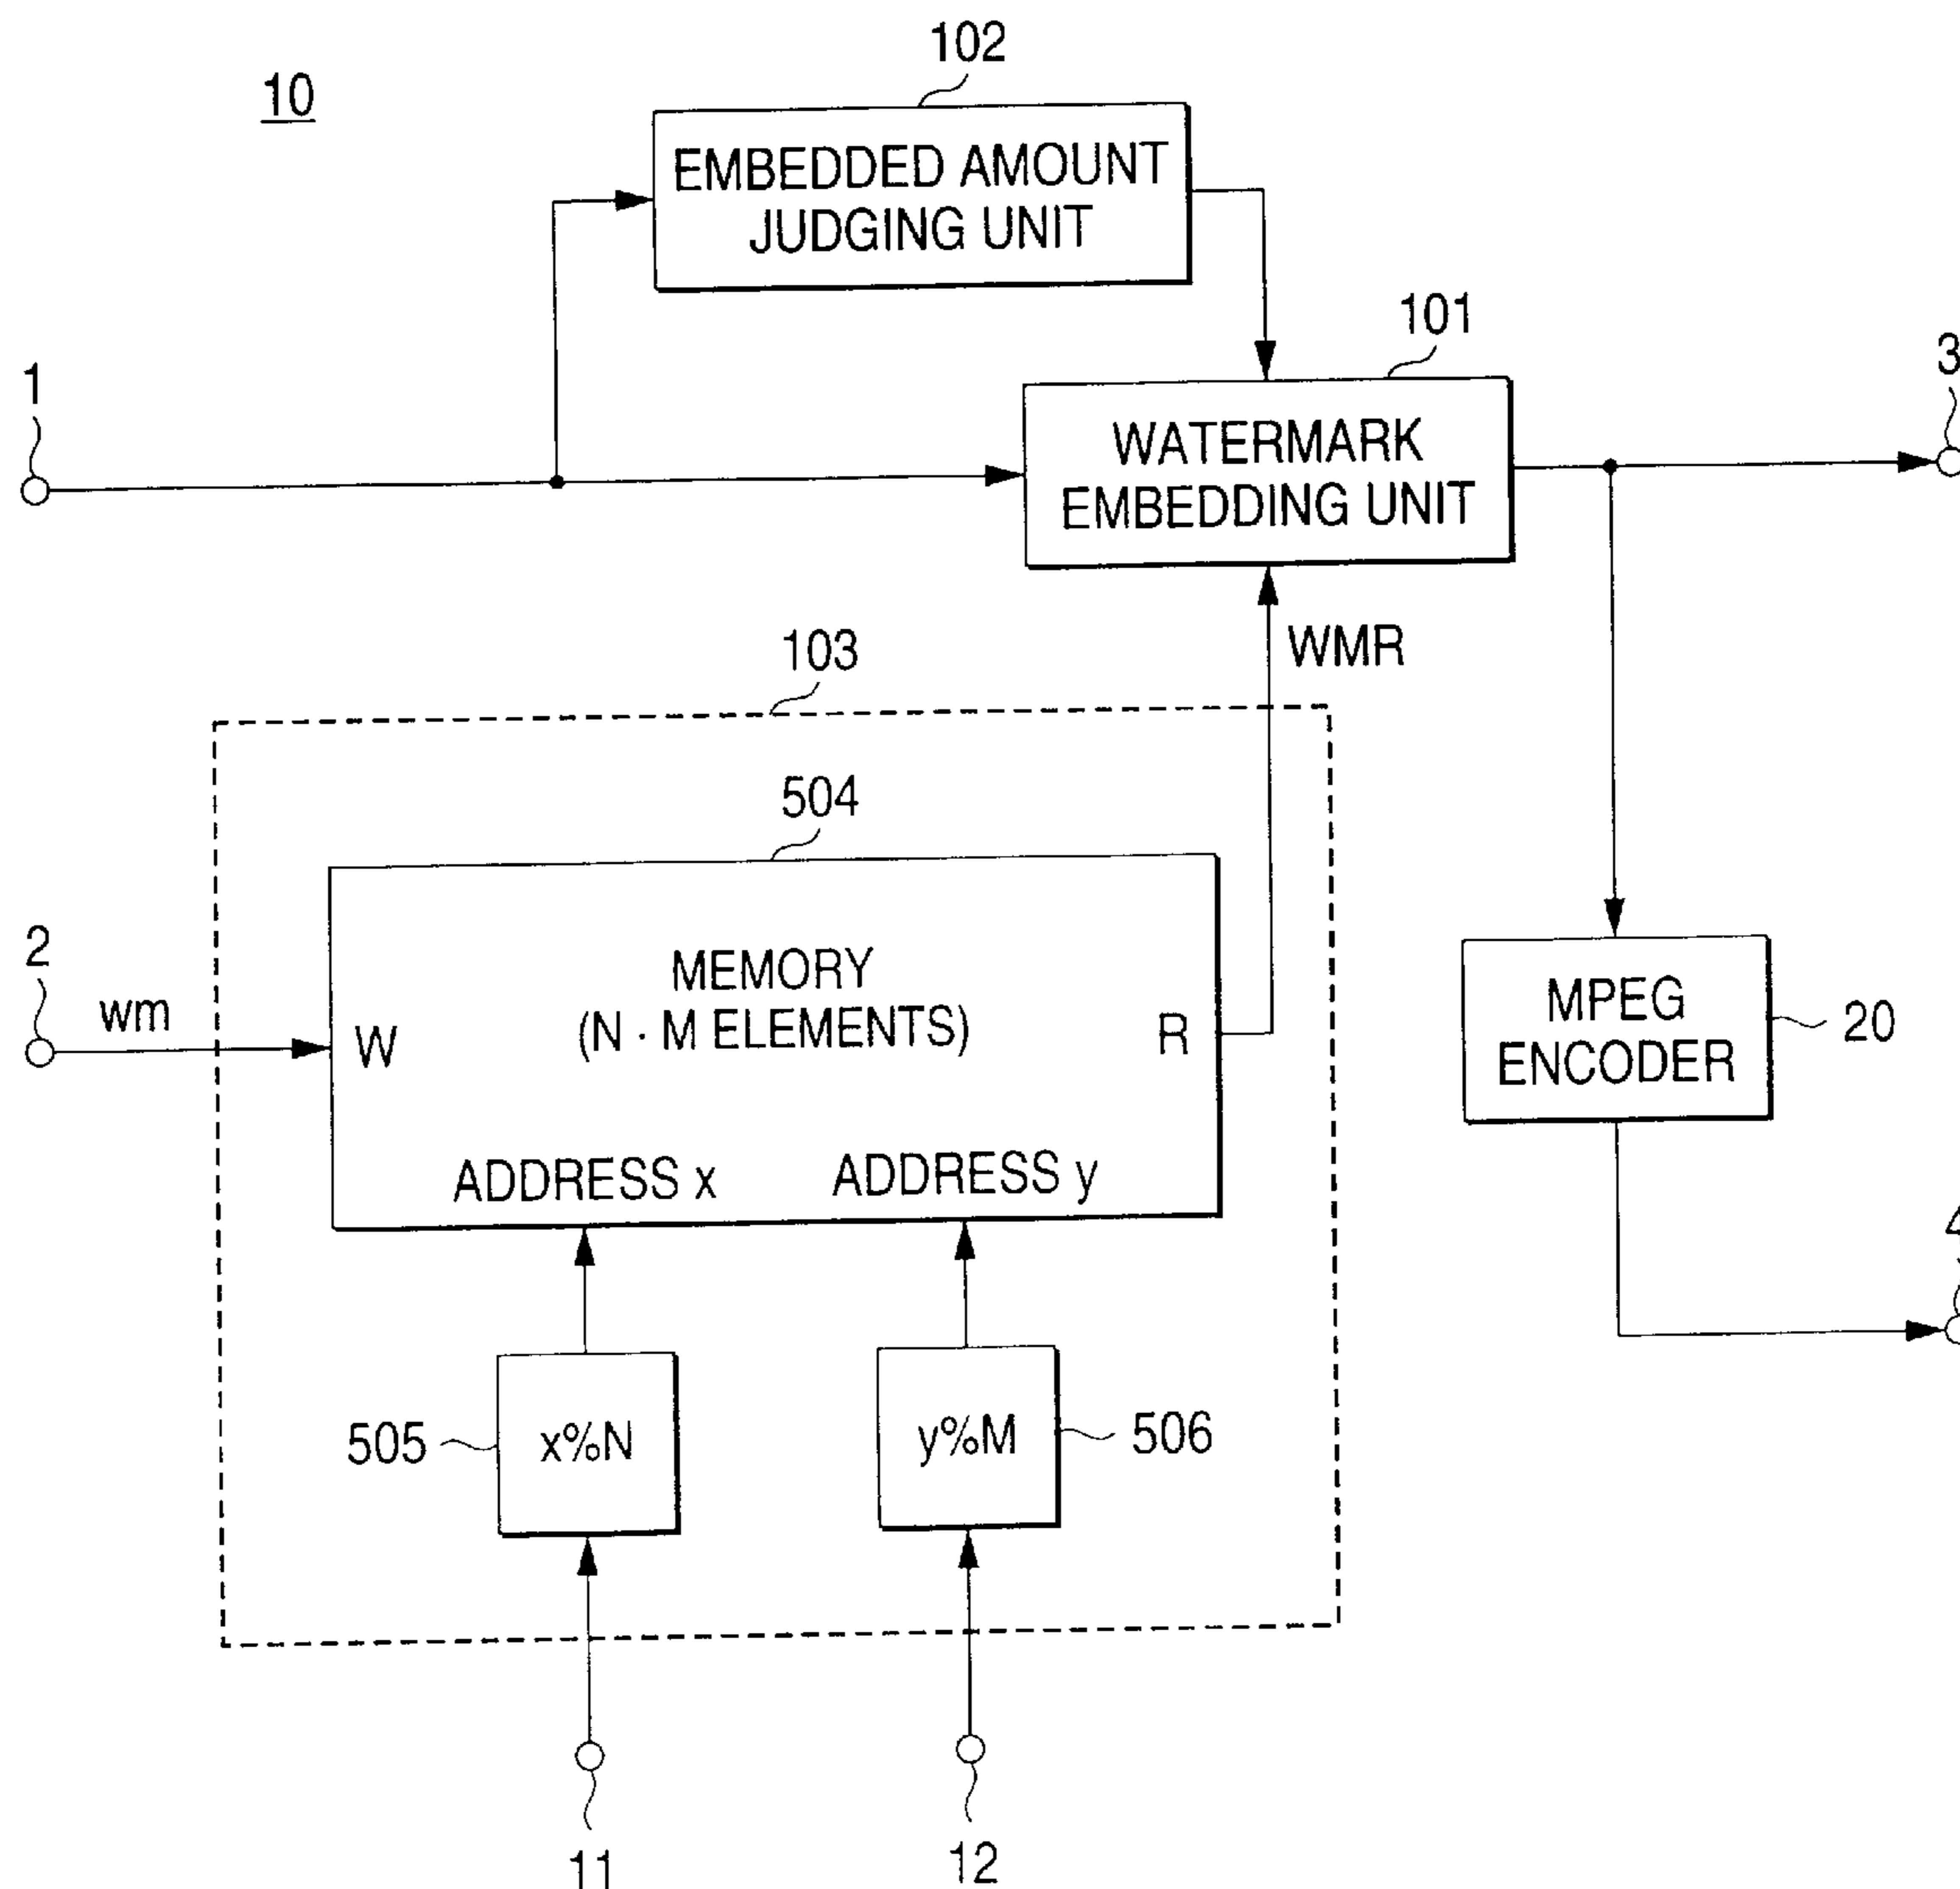 102
10
EMBEDDED AMOUNT
JUDGING UNIT
101
3
1
WATERMARK
EMBEDDING UNIT
WMR
103
504
2
wm
MEMORY
(N · M ELEMENTS)
W
R
MPEG
ENCODER
20
ADDRESS x
ADDRESS y
505
x%N
y%M
506
11
12